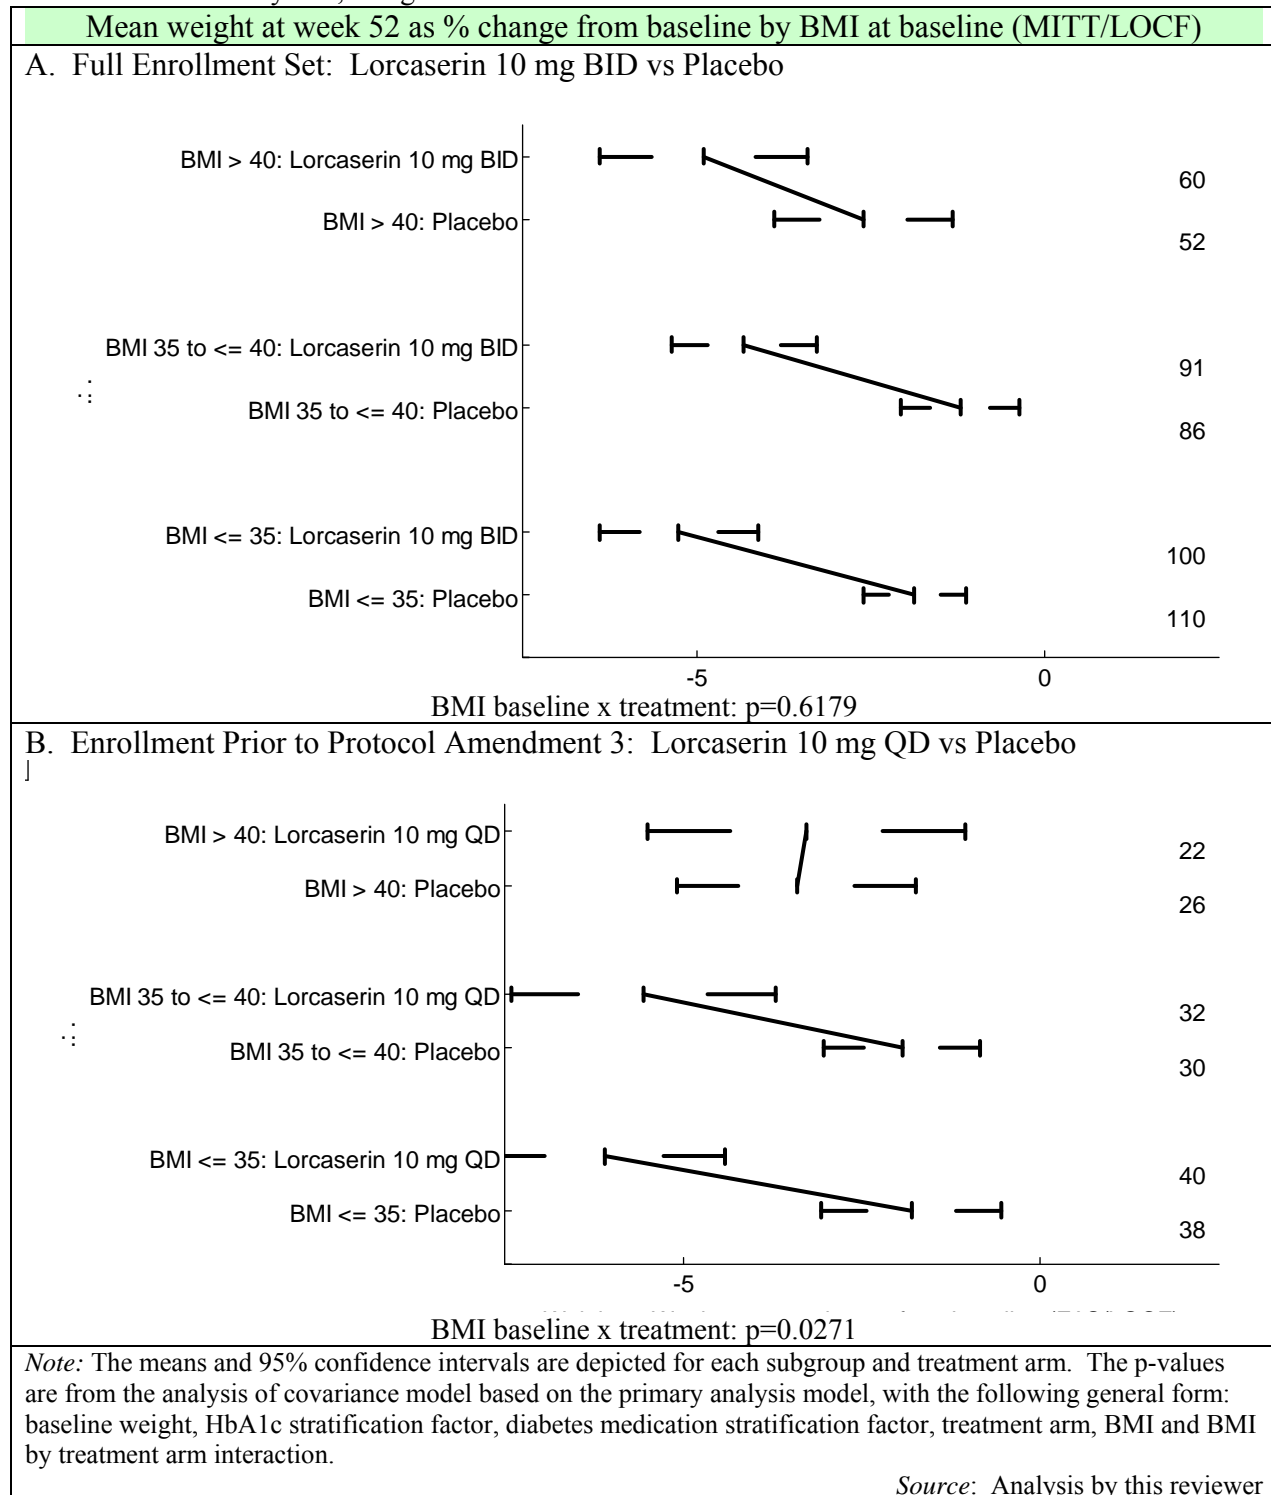 Mean weight at week 52 as % change from baseline by BMI at baseline (MITT/LOCF)
A. Full Enrollment Set: Lorcaserin 10 mg BID vs Placebo
BMI > 40: Lorcaserin 10 mg BID
60
BMI > 40: Placebo
52
BMI 35 to <= 40: Lorcaserin 10 mg BID
91
BMI 35 to <= 40: Placebo
86
BMI <= 35: Lorcaserin 10 mg BID
100
BMI <= 35: Placebo
110
-5 0
BMI baseline x treatment: p=0.6179
B. Enrollment Prior to Protocol Amendment 3: Lorcaserin 10 mg QD vs Placebo
BMI > 40: Lorcaserin 10 mg QD
22
BMI > 40: Placebo
26
BMI 35 to <= 40: Lorcaserin 10 mg QD
32
BMI 35 to <= 40: Placebo
30
BMI <= 35: Lorcaserin 10 mg QD
40
BMI <= 35: Placebo
38
-5 0
BMI baseline x treatment: p=0.0271
Note: The means and 95% confidence intervals are depicted for each subgroup and treatment arm. The p-values
are from the analysis of covariance model based on the primary analysis model, with the following general form:
baseline weight, HbA1c stratification factor, diabetes medication stratification factor, treatment arm, BMI and BMI
by treatment arm interaction.
Source: Analysis by this reviewer